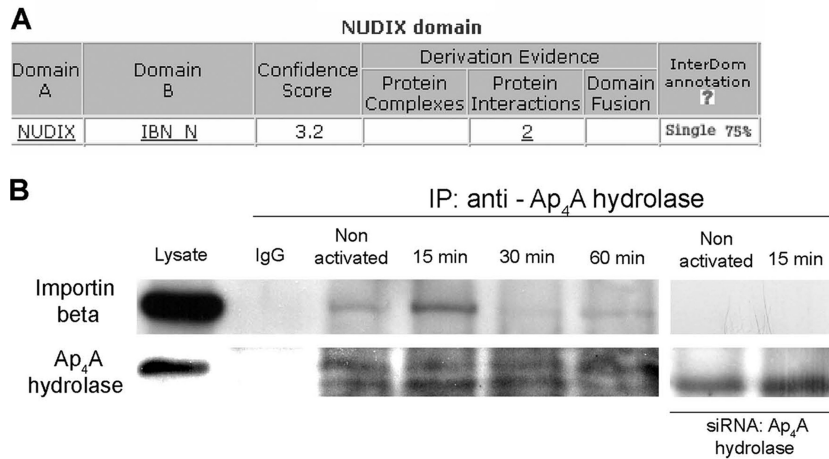 A
NUDIX domain
Domain A
Domain B
Confidence Score
Derivation Evidence
Protein Complexes
Protein Interactions
Domain Fusion
InterDom annotation ?
NUDIX
IBN_N
3.2
2
Single 75%
B
IP: anti - Ap₄A hydrolase
Lysate
IgG
Non activated
15 min
30 min
60 min
Non activated
15 min
Importin beta
Ap₄A hydrolase
siRNA: Ap₄A hydrolase